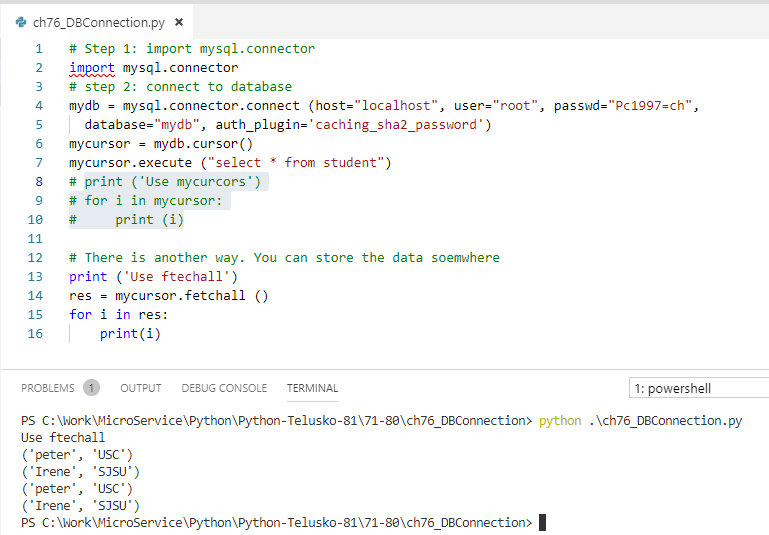 ch76_DBConnection.py ×
1 # Step 1: import mysql.connector
2 import mysql.connector
3 # step 2: connect to database
4 mydb = mysql.connector.connect (host="localhost", user="root", passwd="Pc1997=ch",
5   database="mydb", auth_plugin='caching_sha2_password')
6 mycursor = mydb.cursor()
7 mycursor.execute ("select * from student")
8 # print ('Use mycurcors')
9 # for i in mycursor:
10 #     print (i)
11
12 # There is another way. You can store the data soemwhere
13 print ('Use ftechall')
14 res = mycursor.fetchall ()
15 for i in res:
16     print(i)
PROBLEMS 1 OUTPUT DEBUG CONSOLE TERMINAL 1: powershell
PS C:\Work\MicroService\Python\Python-Telusko-81\71-80\ch76_DBConnection> python .\ch76_DBConnection.py
Use ftechall
('peter', 'USC')
('Irene', 'SJSU')
('peter', 'USC')
('Irene', 'SJSU')
PS C:\Work\MicroService\Python\Python-Telusko-81\71-80\ch76_DBConnection>